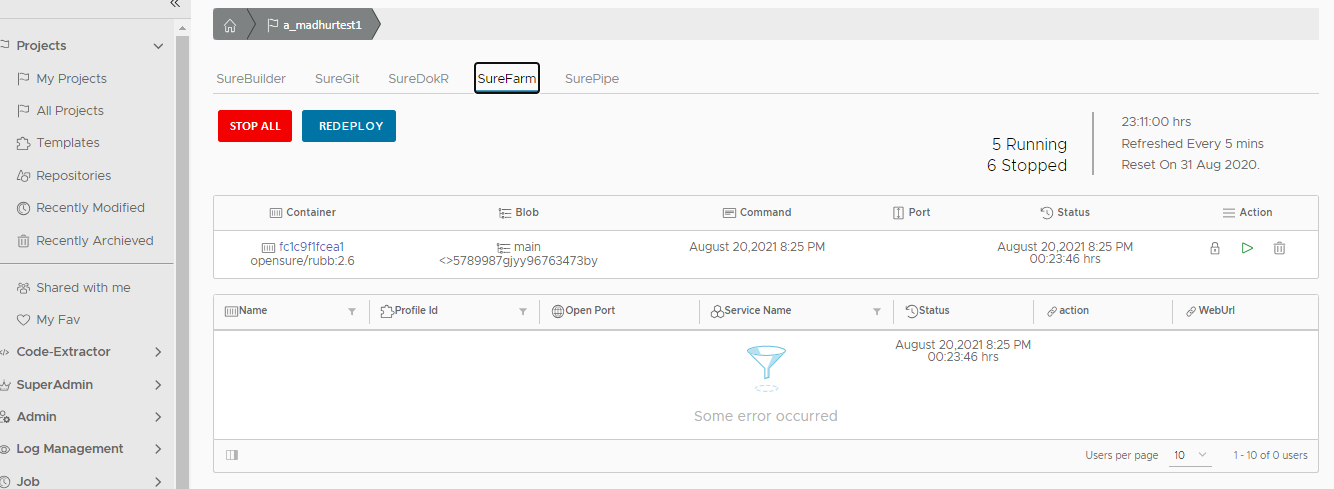 «
a_madhurtest1
Projects
My Projects
All Projects
Templates
Repositories
Recently Modified
Recently Archieved
Shared with me
My Fav
Code-Extractor
SuperAdmin
Admin
Log Management
Job
SureBuilder SureGit SureDokR SureFarm SurePipe
STOP ALL REDEPLOY
5 Running
6 Stopped
23:11:00 hrs
Refreshed Every 5 mins
Reset On 31 Aug 2020.
Container Blob Command Port Status Action
fc1c9f1fcea1 main August 20,2021 8:25 PM August 20,2021 8:25 PM
opensure/rubb:2.6 <>5789987gjyy96763473by 00:23:46 hrs
Name Profile Id Open Port Service Name Status action WebUrl
August 20,2021 8:25 PM
00:23:46 hrs
Some error occurred
Users per page 10 1 - 10 of 0 users